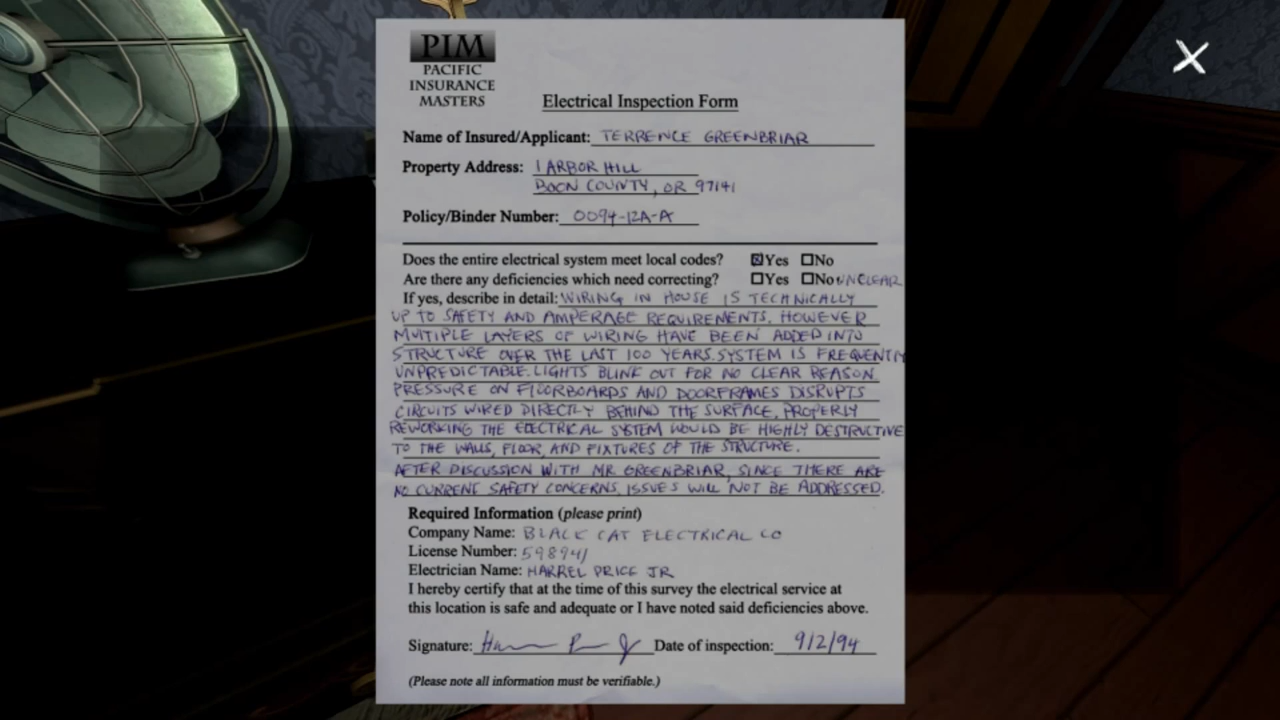 PIM
PACIFIC
INSURANCE
MASTERS
Electrical Inspection Form
Name of Insured/Applicant: TERRENCE GREENBRIAR
Property Address: 1 ARBOR HILL
BOON COUNTY, OR 97141
Policy/Binder Number: 0094-12A-A
Does the entire electrical system meet local codes? ☒Yes ☐No
Are there any deficiencies which need correcting? ☐Yes ☐No UNCLEAR
If yes, describe in detail: WIRING IN HOUSE IS TECHNICALLY
UP TO SAFETY AND AMPERAGE REQUIREMENTS. HOWEVER
MULTIPLE LAYERS OF WIRING HAVE BEEN ADDED INTO
STRUCTURE OVER THE LAST 100 YEARS. SYSTEM IS FREQUENTLY
UNPREDICTABLE. LIGHTS BLINK OUT FOR NO CLEAR REASON.
PRESSURE ON FLOORBOARDS AND DOORFRAMES DISRUPTS
CIRCUITS WIRED DIRECTLY BEHIND THE SURFACE. PROPERLY
REWORKING THE ELECTRICAL SYSTEM WOULD BE HIGHLY DESTRUCTIVE
TO THE WALLS, FLOOR, AND FIXTURES OF THE STRUCTURE.
AFTER DISCUSSION WITH MR GREENBRIAR, SINCE THERE ARE
NO CURRENT SAFETY CONCERNS, ISSUES WILL NOT BE ADDRESSED.
Required Information (please print)
Company Name: BLACK CAT ELECTRICAL CO
License Number: 598941
Electrician Name: HARREL PRICE JR
I hereby certify that at the time of this survey the electrical service at
this location is safe and adequate or I have noted said deficiencies above.
Signature: Date of inspection: 9/2/94
(Please note all information must be verifiable.)